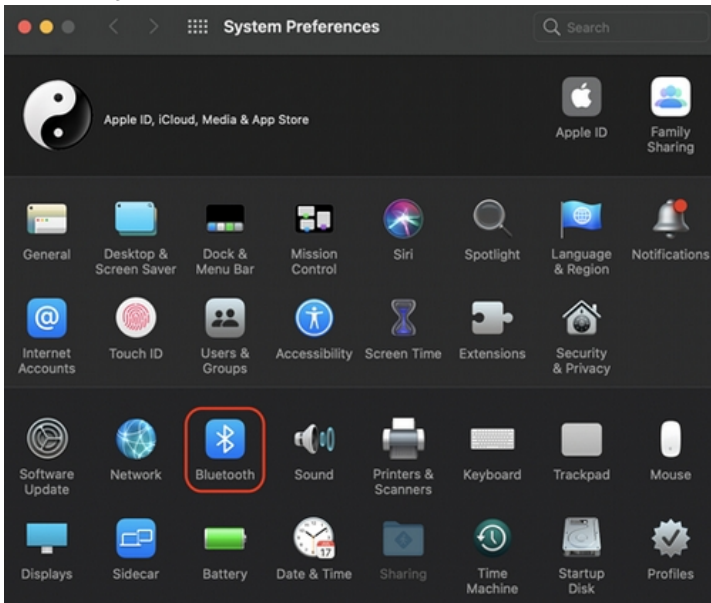 System Preferences
Search
Apple ID, iCloud, Media & App Store
Apple ID
Family
Sharing
General
Desktop &
Screen Saver
Dock &
Menu Bar
Mission
Control
Siri
Spotlight
Language
& Region
Notifications
Internet
Accounts
Touch ID
Users &
Groups
Accessibility
Screen Time
Extensions
Security
& Privacy
Software
Update
Network
Bluetooth
Sound
Printers &
Scanners
Keyboard
Trackpad
Mouse
Displays
Sidecar
Battery
17
Date & Time
Sharing
Time
Machine
Startup
Disk
Profiles